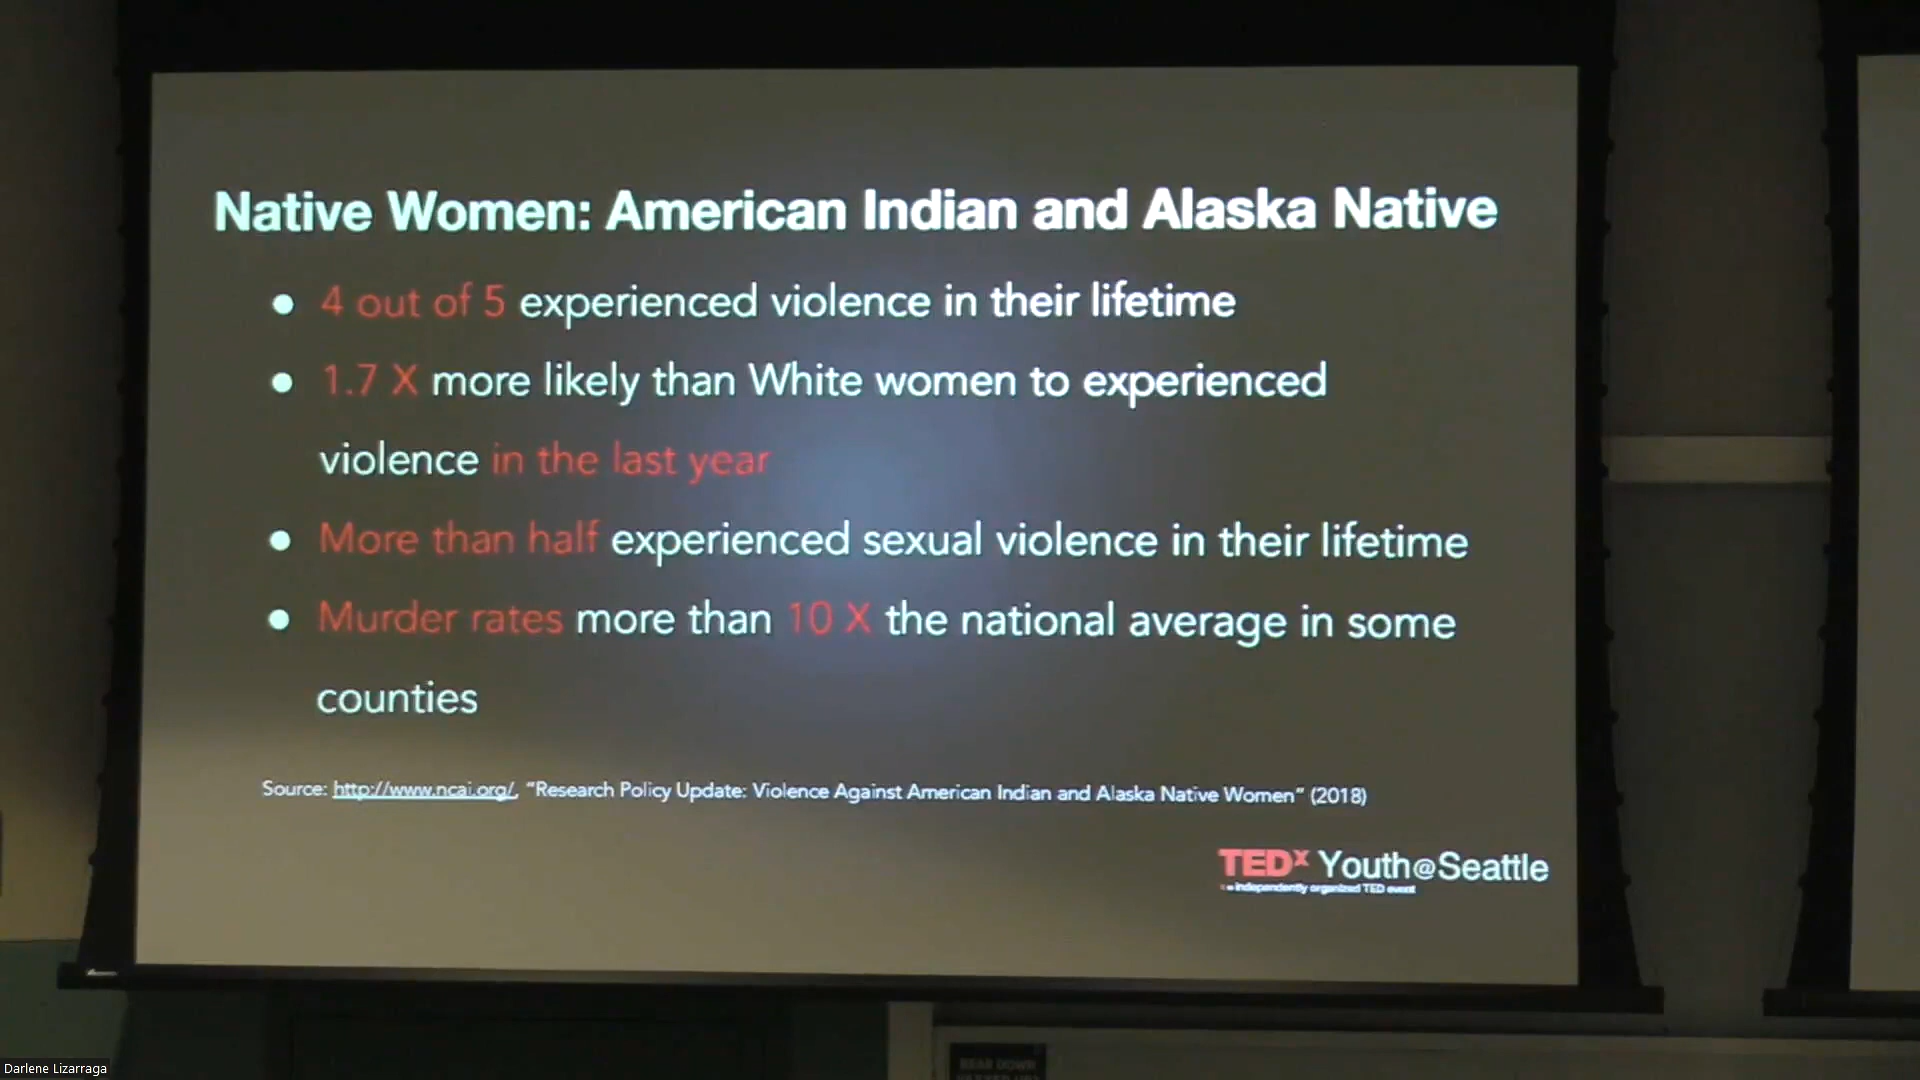 Native Women: American Indian and Alaska Native
● 4 out of 5 experienced violence in their lifetime
● 1.7 X more likely than White women to experienced
violence in the last year
● More than half experienced sexual violence in their lifetime
● Murder rates more than 10 X the national average in some
counties
Source: http://www.ncai.org/, "Research Policy Update: Violence Against American Indian and Alaska Native Women" (2018)
TEDx Youth@Seattle
x = independently organized TED event
Darlene Lizarraga